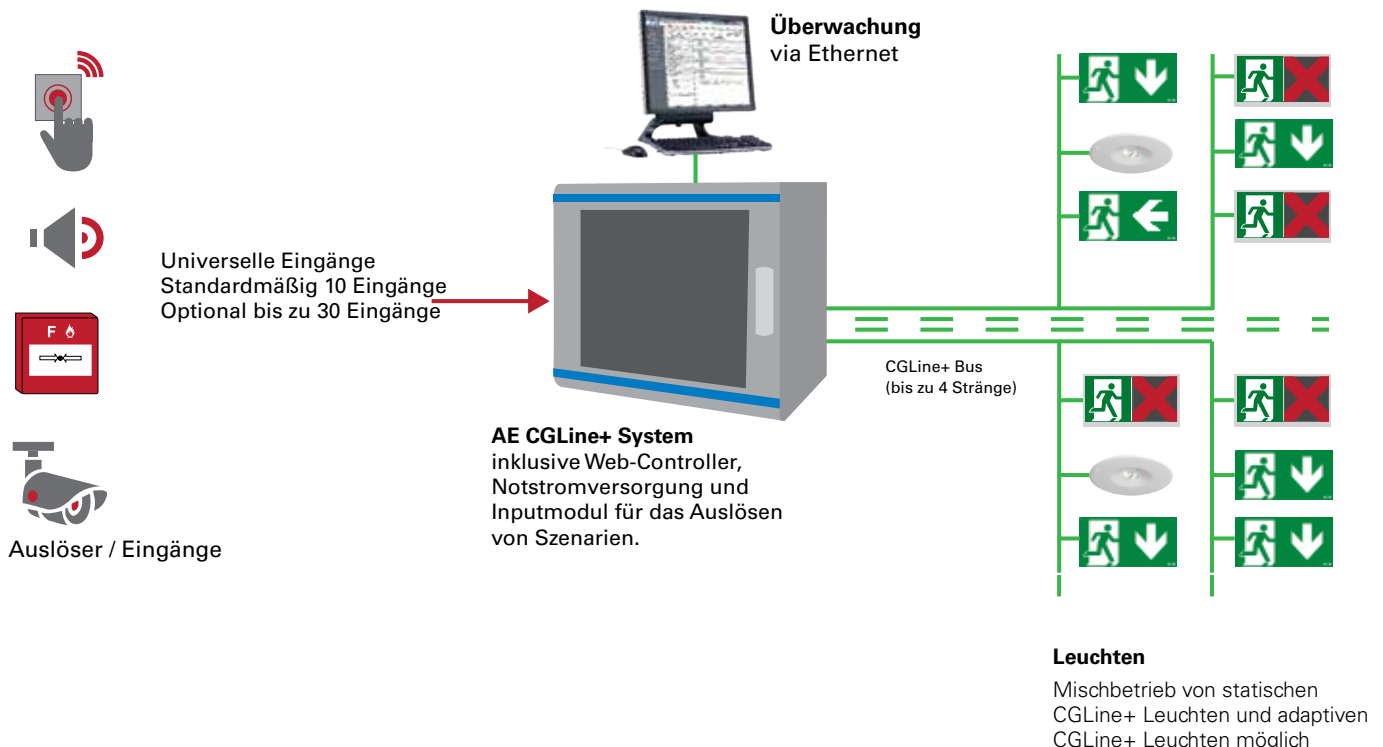 Überwachung
via Ethernet
Universelle Eingänge
Standardmäßig 10 Eingänge
Optional bis zu 30 Eingänge
F
CGLine+ Bus
(bis zu 4 Stränge)
AE CGLine+ System
inklusive Web-Controller,
Notstromversorgung und
Inputmodul für das Auslösen
von Szenarien.
Auslöser / Eingänge
Leuchten
Mischbetrieb von statischen
CGLine+ Leuchten und adaptiven
CGLine+ Leuchten möglich